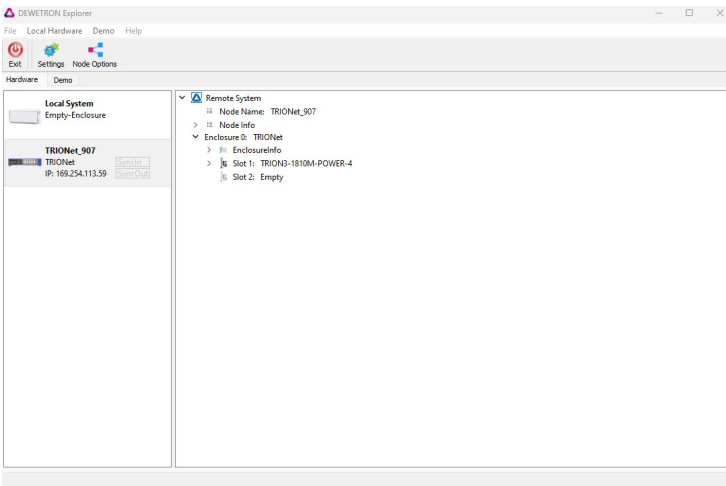 DEWETRON Explorer
File Local Hardware Demo Help
Exit Settings Node Options
Hardware Demo
Local System
Empty-Enclosure
TRIONet_907
TRIONet SyncIn
IP: 169.254.113.59 SyncOut
Remote System
Node Name: TRIONet_907
Node Info
Enclosure 0: TRIONet
EnclosureInfo
Slot 1: TRION3-1810M-POWER-4
Slot 2: Empty